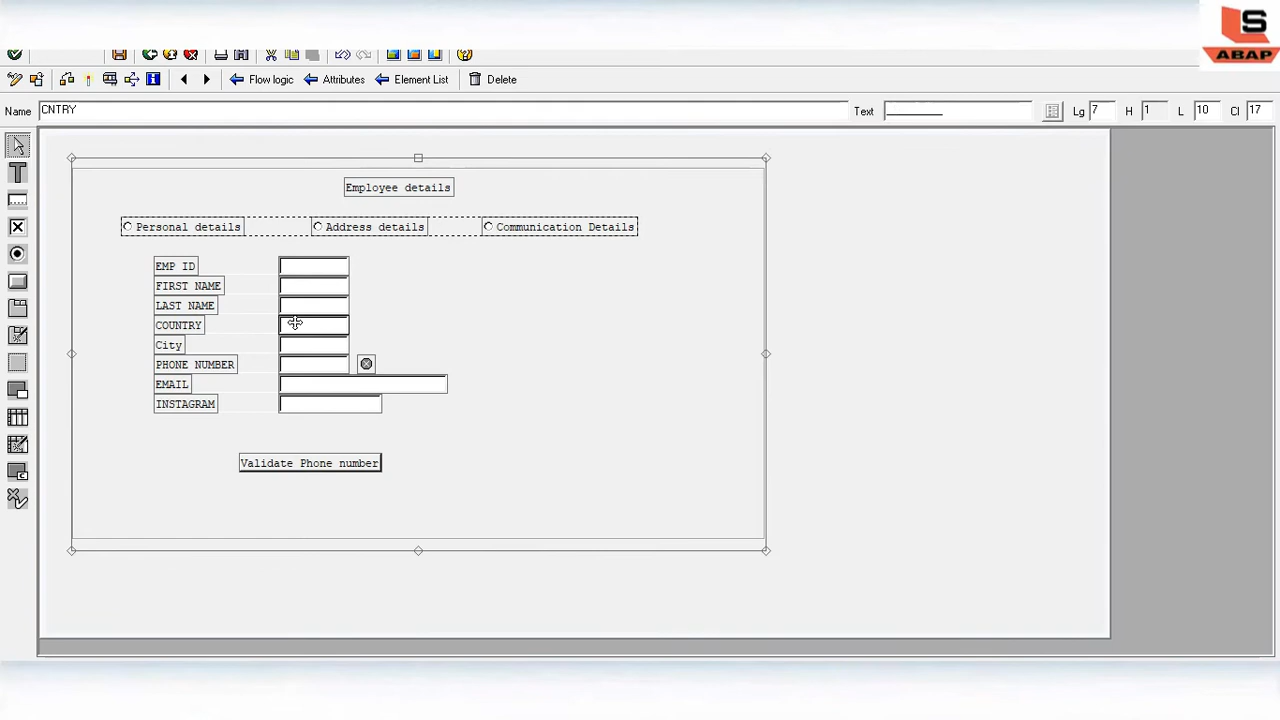 S
ABAP
Flow logic Attributes Element List Delete
Name CNTRY Text Lg 7 H 1 L 10 Cl 17
Employee details
Personal details Address details Communication Details
EMP ID
FIRST NAME
LAST NAME
COUNTRY
City
PHONE NUMBER
EMAIL
INSTAGRAM
Validate Phone number